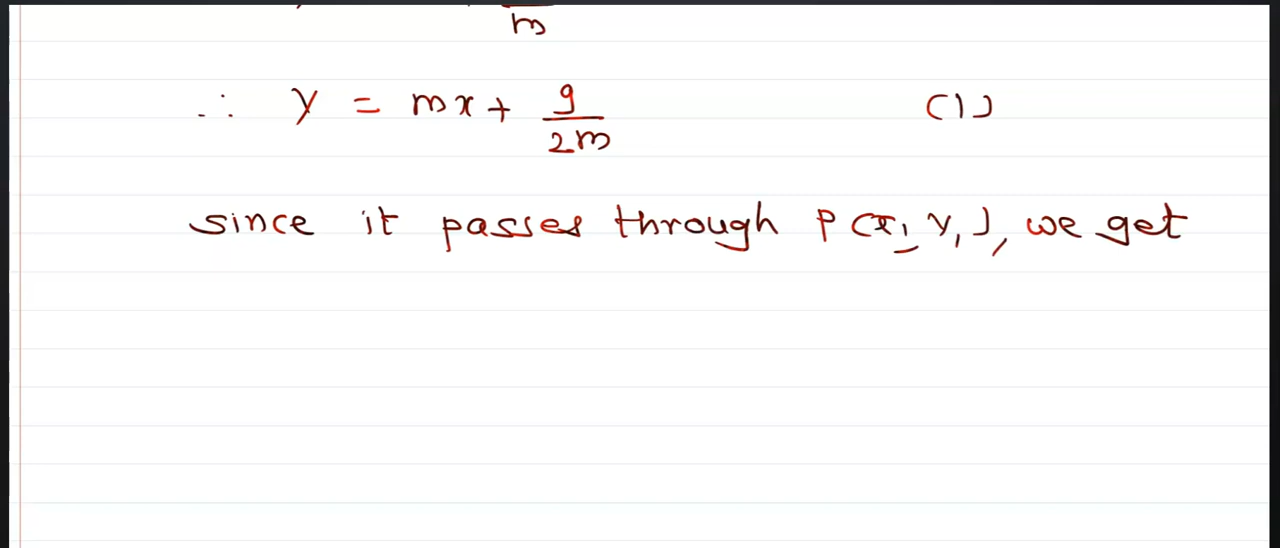 m
∴ y = mx + 9/2m (1)
since it passes through P(x₁, y₁), we get